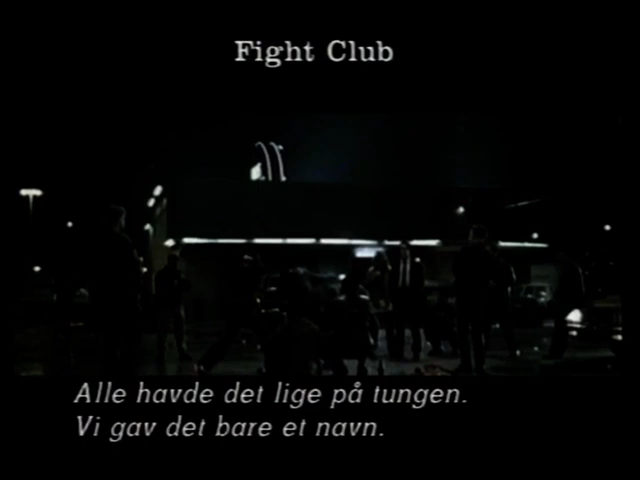 Fight Club
Alle havde det lige på tungen.
Vi gav det bare et navn.